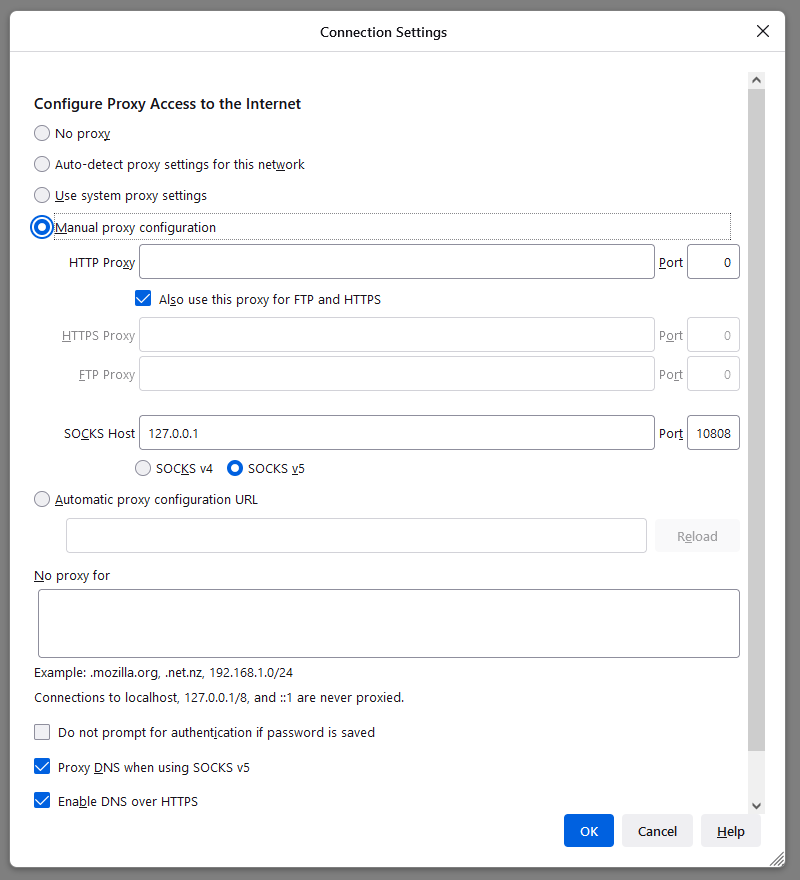 Connection Settings
Configure Proxy Access to the Internet
No proxy
Auto-detect proxy settings for this network
Use system proxy settings
Manual proxy configuration
HTTP Proxy Port 0
Also use this proxy for FTP and HTTPS
HTTPS Proxy Port 0
FTP Proxy Port 0
SOCKS Host 127.0.0.1 Port 10808
SOCKS v4 SOCKS v5
Automatic proxy configuration URL
Reload
No proxy for
Example: .mozilla.org, .net.nz, 192.168.1.0/24
Connections to localhost, 127.0.0.1/8, and ::1 are never proxied.
Do not prompt for authentication if password is saved
Proxy DNS when using SOCKS v5
Enable DNS over HTTPS
OK Cancel Help